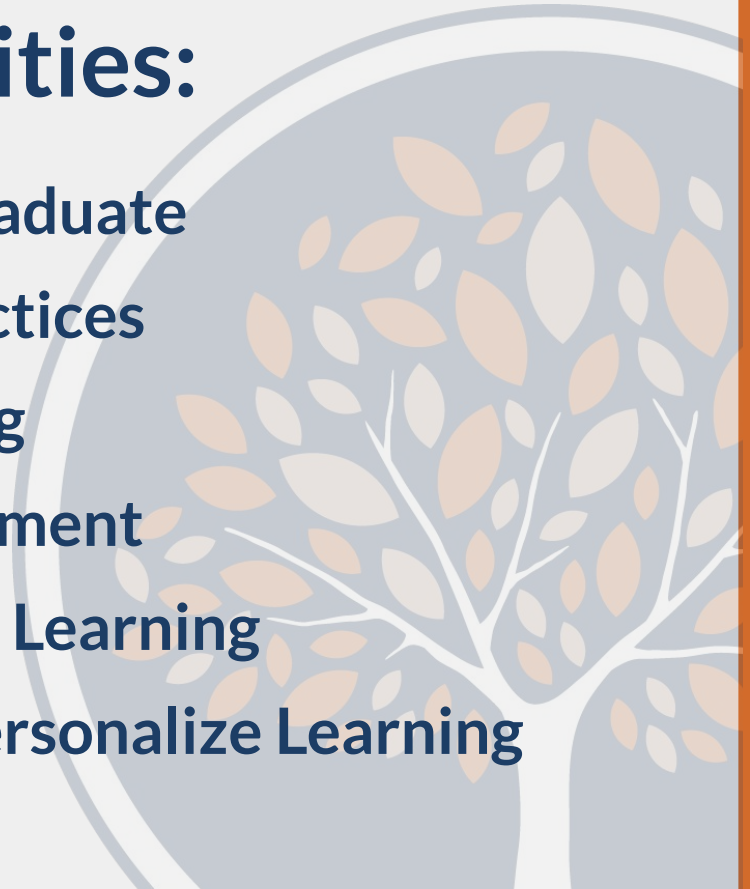 ities:
aduate
ctices
g
ment
Learning
ersonalize Learning